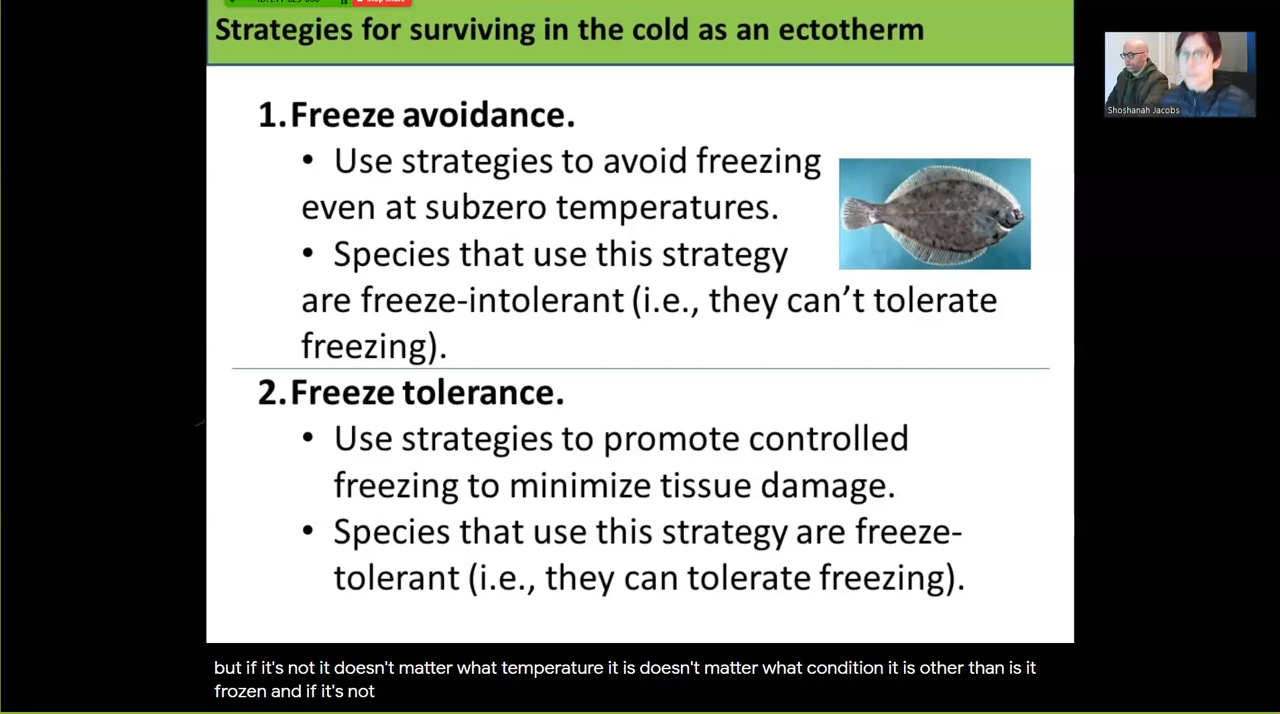 Strategies for surviving in the cold as an ectotherm
Shoshanah Jacobs
1. Freeze avoidance.
• Use strategies to avoid freezing
even at subzero temperatures.
• Species that use this strategy
are freeze-intolerant (i.e., they can’t tolerate
freezing).
2. Freeze tolerance.
• Use strategies to promote controlled
freezing to minimize tissue damage.
• Species that use this strategy are freeze-
tolerant (i.e., they can tolerate freezing).
but if it's not it doesn't matter what temperature it is doesn't matter what condition it is other than is it
frozen and if it's not